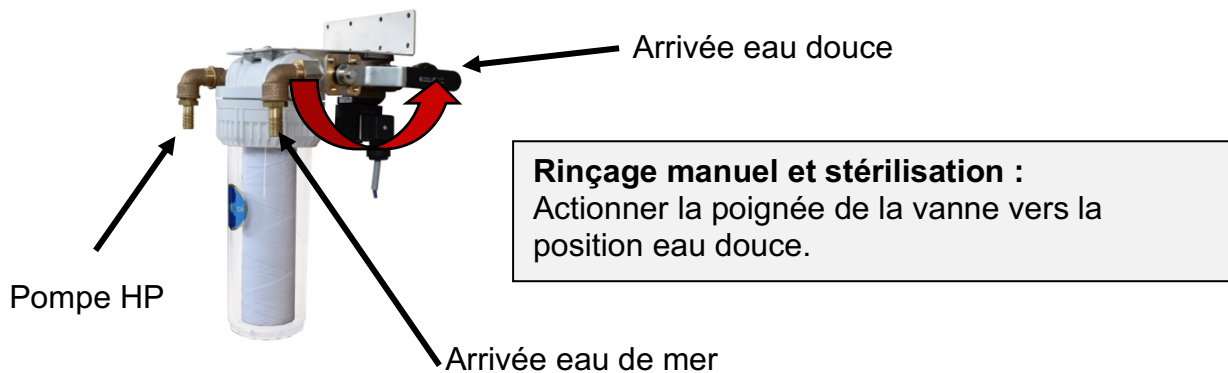 Arrivée eau douce
Rinçage manuel et stérilisation :
Actionner la poignée de la vanne vers la
position eau douce.
Pompe HP
Arrivée eau de mer